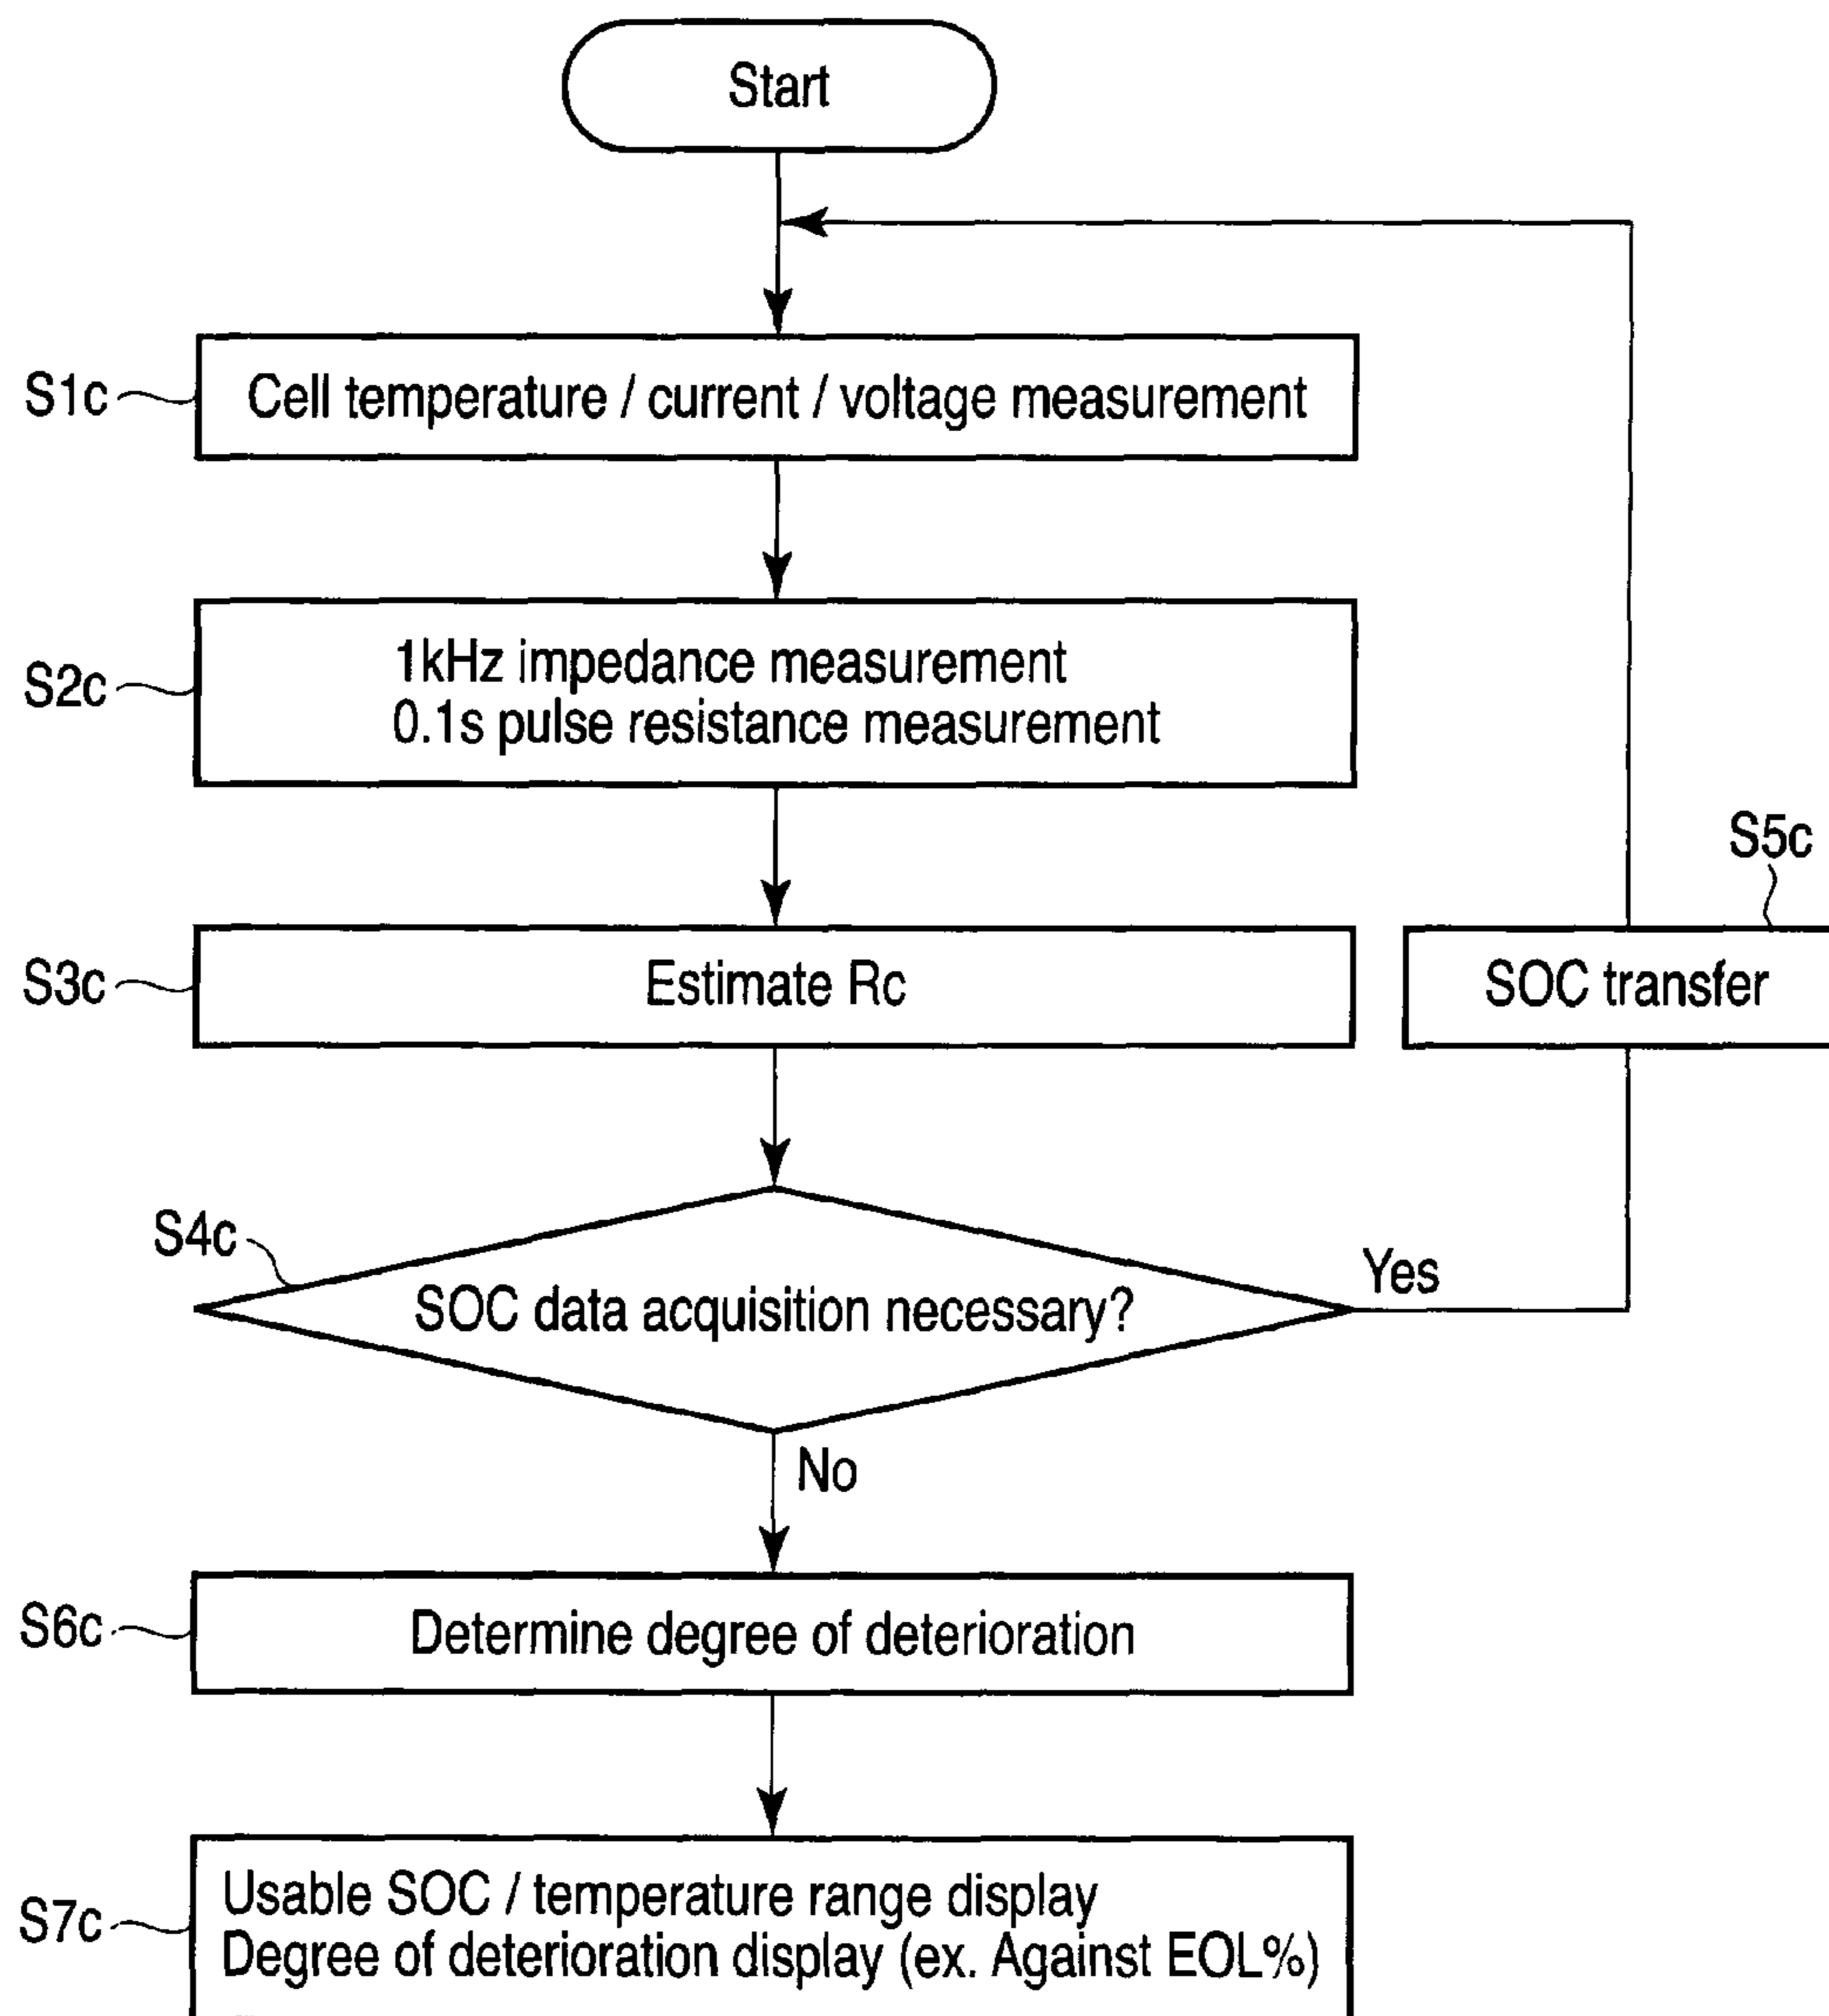 Start
S1c
Cell temperature / current / voltage measurement
S2c
1kHz impedance measurement
0.1s pulse resistance measurement
S5c
S3c
Estimate Rc
SOC transfer
S4c
SOC data acquisition necessary?
Yes
No
S6c
Determine degree of deterioration
S7c
Usable SOC / temperature range display
Degree of deterioration display (ex. Against EOL%)